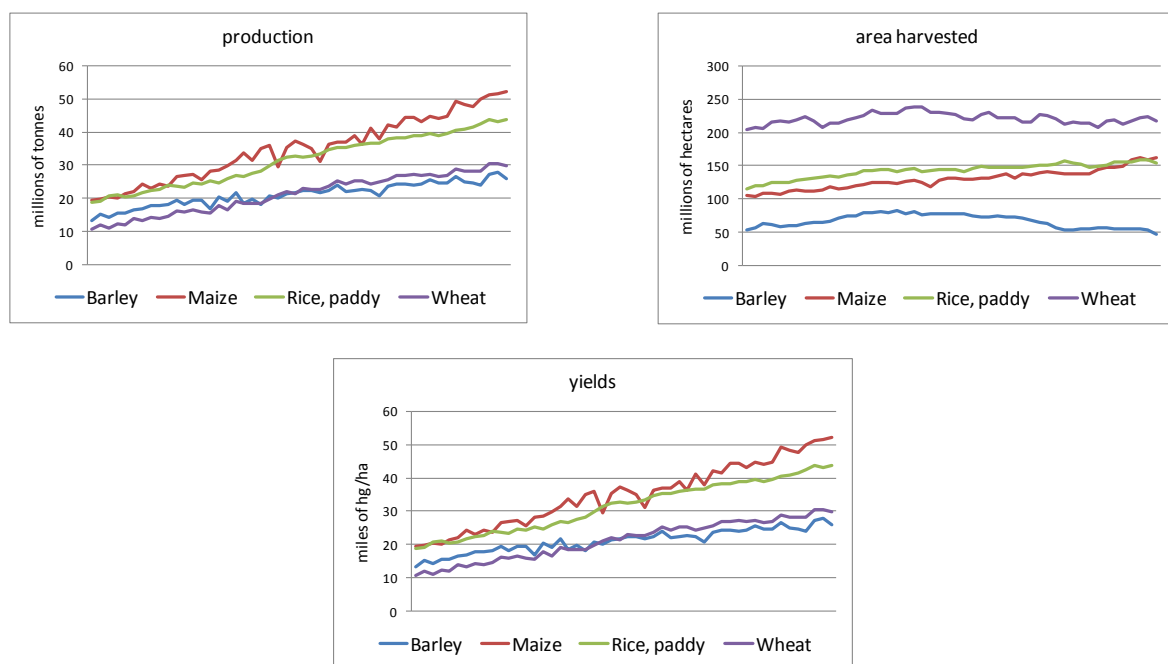 production
millions of tonnes
60
50
40
30
20
10
0
Barley Maize Rice, paddy Wheat
area harvested
millions of hectares
300
250
200
150
100
50
0
Barley Maize Rice, paddy Wheat
yields
miles of hg/ha
60
50
40
30
20
10
0
Barley Maize Rice, paddy Wheat